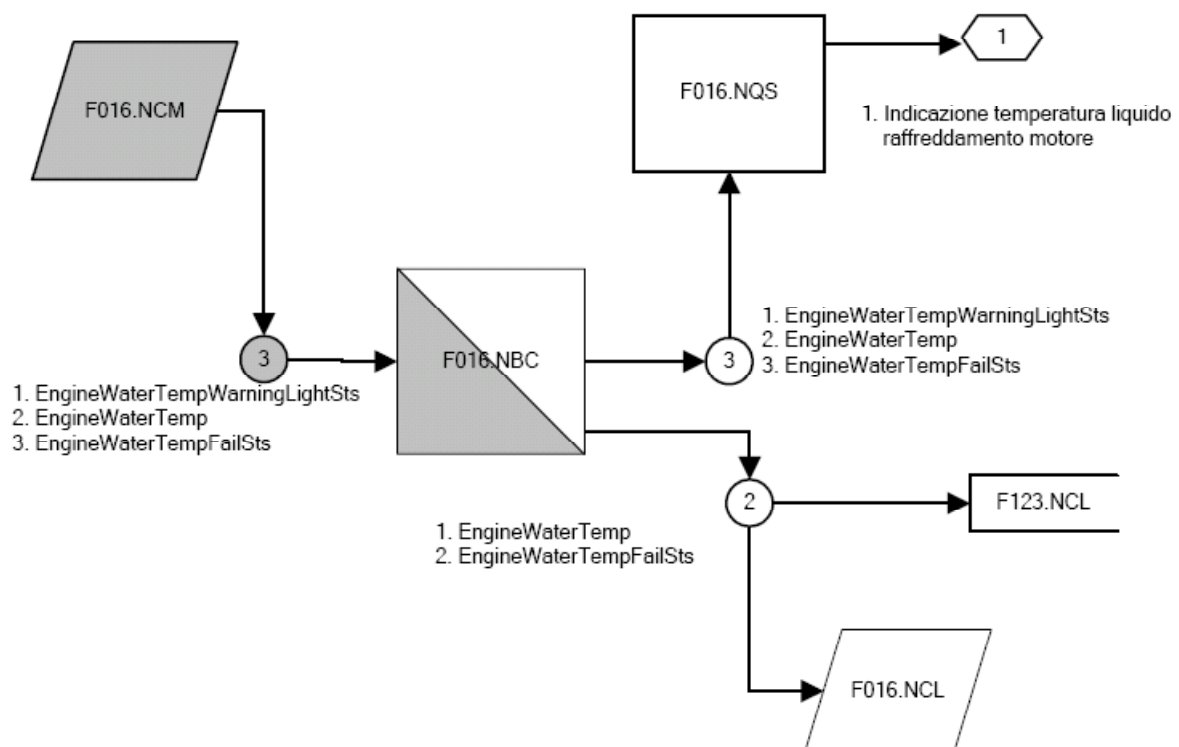 F016.NCM
F016.NQS
1
1. Indicazione temperatura liquido
raffreddamento motore
3
1. EngineWaterTempWarningLightSts
2. EngineWaterTemp
3. EngineWaterTempFailSts
F016.NBC
3
1. EngineWaterTempWarningLightSts
2. EngineWaterTemp
3. EngineWaterTempFailSts
2
1. EngineWaterTemp
2. EngineWaterTempFailSts
F123.NCL
F016.NCL